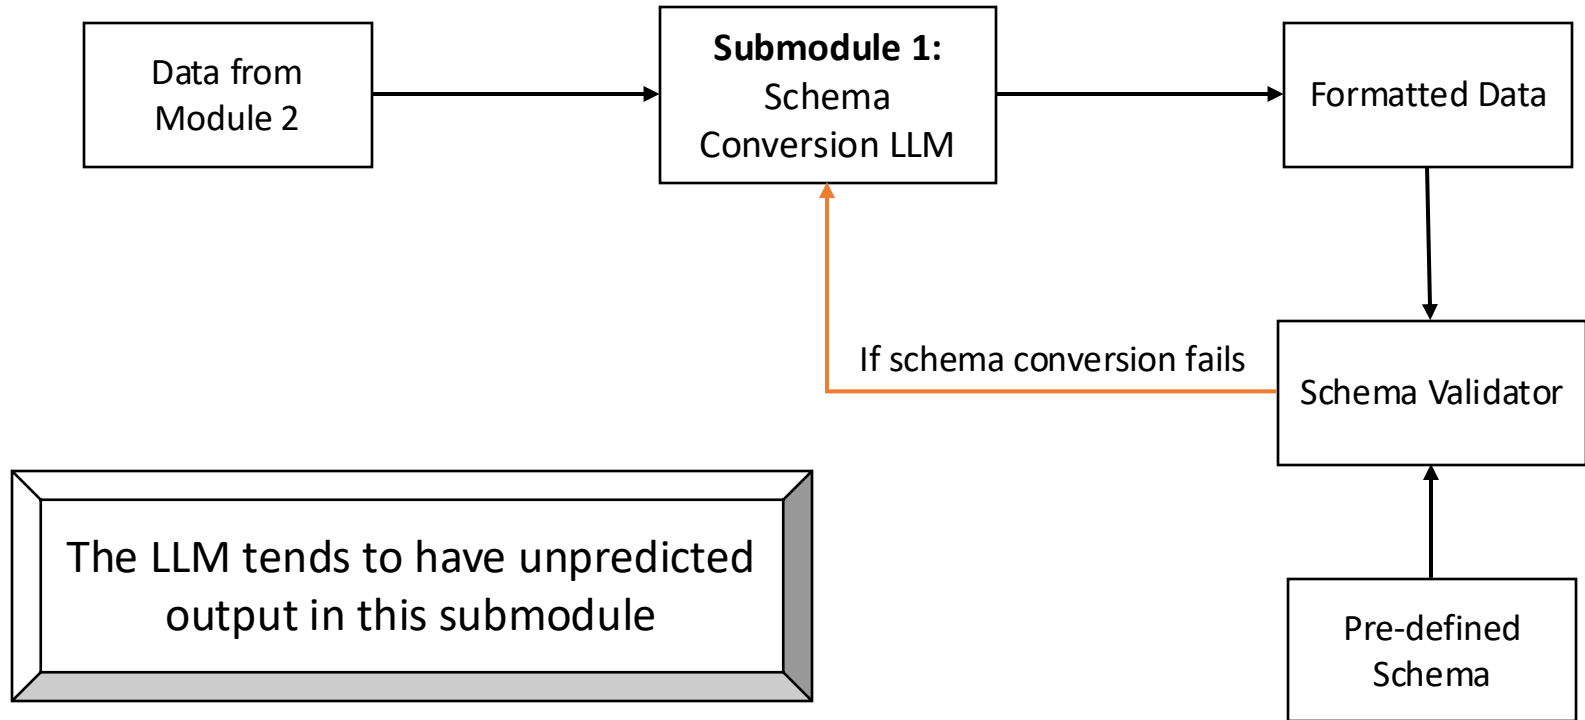 Data from
Module 2
Submodule 1:
Schema
Conversion LLM
Formatted Data
If schema conversion fails
Schema Validator
The LLM tends to have unpredicted
output in this submodule
Pre-defined
Schema